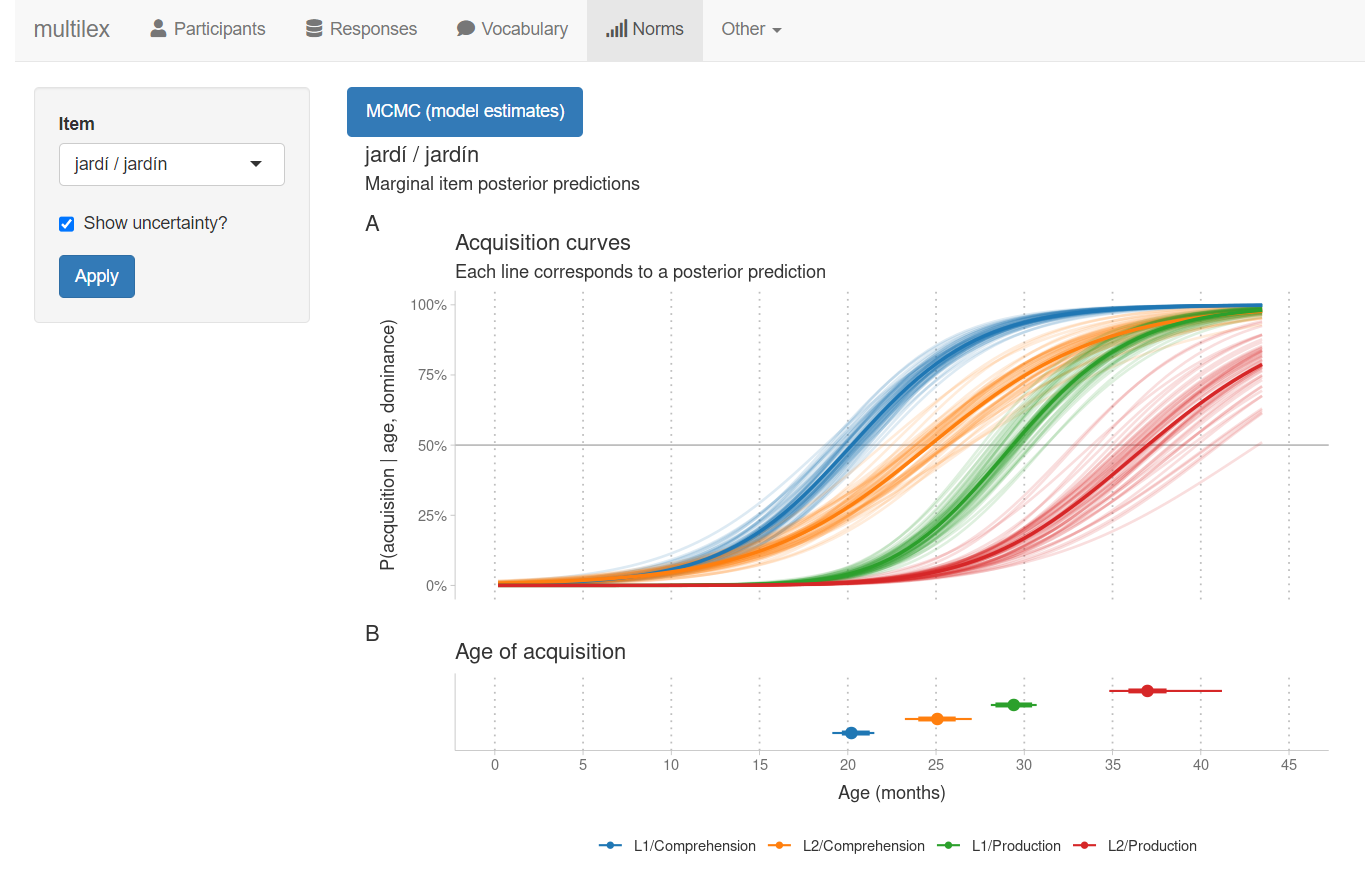 multilex Participants Responses Vocabulary Norms Other
Item
jardí / jardín
Show uncertainty?
Apply
MCMC (model estimates)
jardí / jardín
Marginal item posterior predictions
A
Acquisition curves
Each line corresponds to a posterior prediction
P(acquisition | age, dominance)
100%
75%
50%
25%
0%
B
Age of acquisition
0 5 10 15 20 25 30 35 40 45
Age (months)
L1/Comprehension L2/Comprehension L1/Production L2/Production